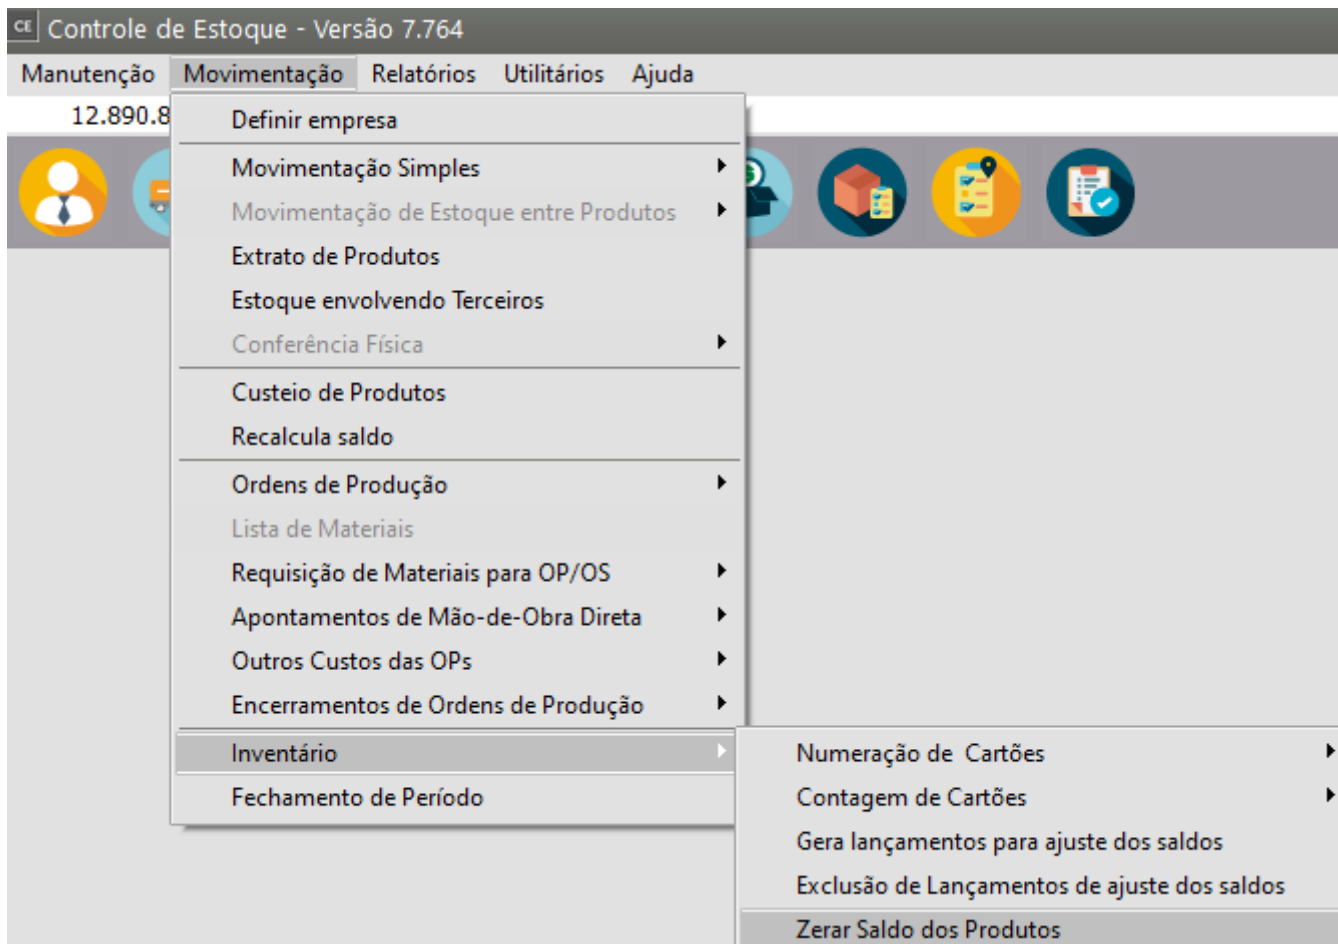 CE Controle de Estoque - Versão 7.764
Manutenção Movimentação Relatórios Utilitários Ajuda
12.890.8
Definir empresa
Movimentação Simples
Movimentação de Estoque entre Produtos
Extrato de Produtos
Estoque envolvendo Terceiros
Conferência Física
Custeio de Produtos
Recalcula saldo
Ordens de Produção
Lista de Materiais
Requisição de Materiais para OP/OS
Apontamentos de Mão-de-Obra Direta
Outros Custos das OPs
Encerramentos de Ordens de Produção
Inventário
Fechamento de Período
Numeração de Cartões
Contagem de Cartões
Gera lançamentos para ajuste dos saldos
Exclusão de Lançamentos de ajuste dos saldos
Zerar Saldo dos Produtos